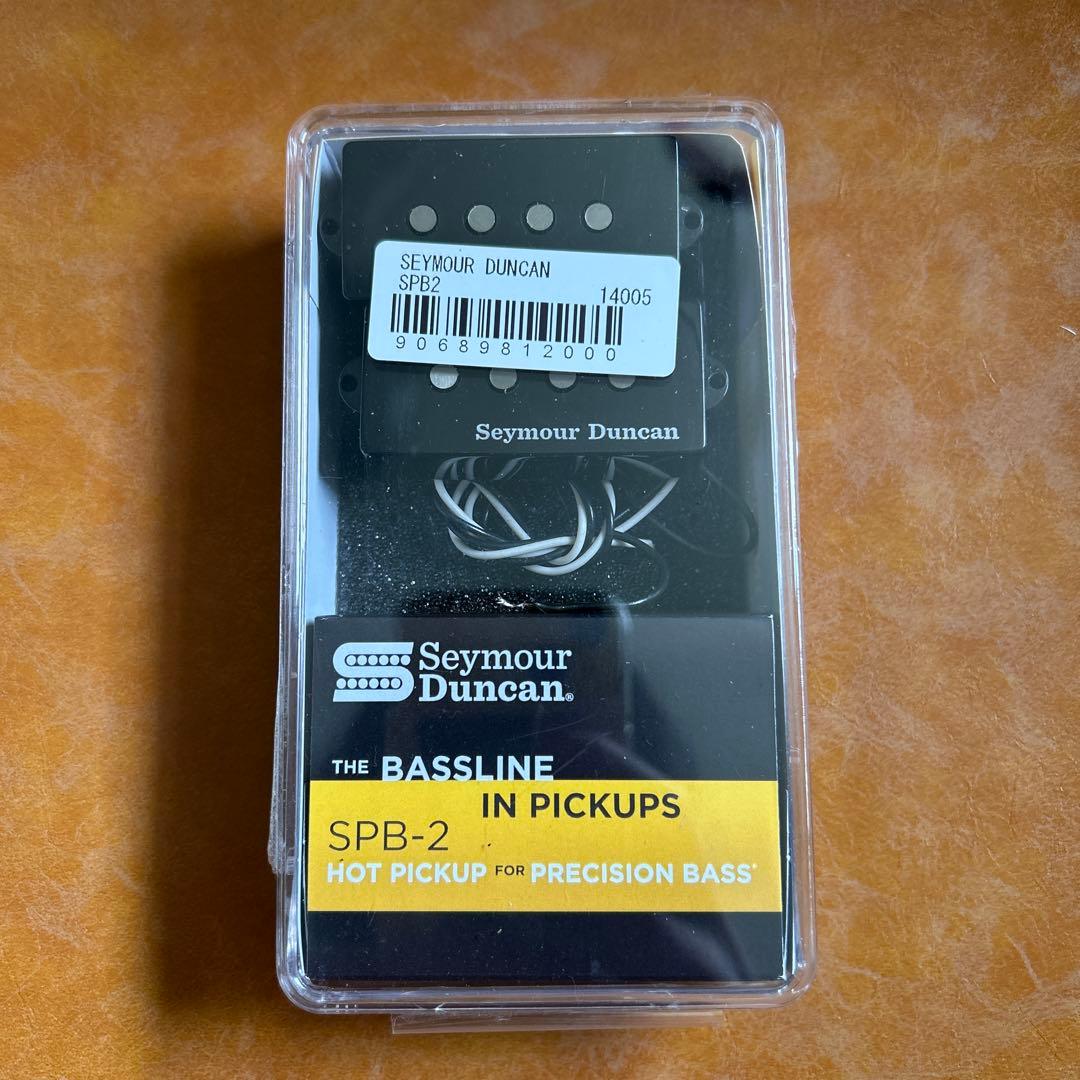 SEYMOUR DUNCAN
SPB2 14005
90689812000
Seymour Duncan
Seymour
Duncan®
THE BASSLINE
IN PICKUPS
SPB-2
HOT PICKUP FOR PRECISION BASS*